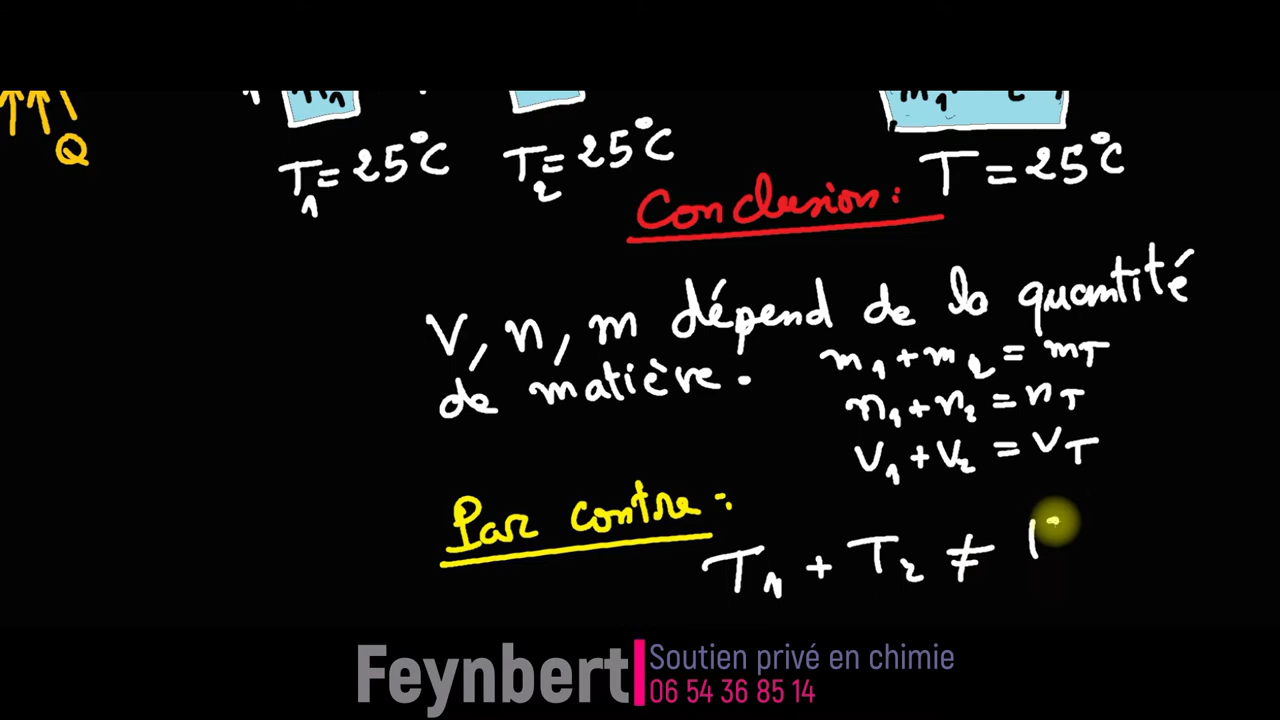 Q
T₁ = 25°C
T₂ = 25°C
T = 25°C
Conclusion:
V, n, m dépend de la quantité
de matière.
m₁ + m₂ = mT
n₁ + n₂ = nT
V₁ + V₂ = VT
Par contre:
T₁ + T₂ ≠
Feynbert
Soutien privé en chimie
06 54 36 85 14